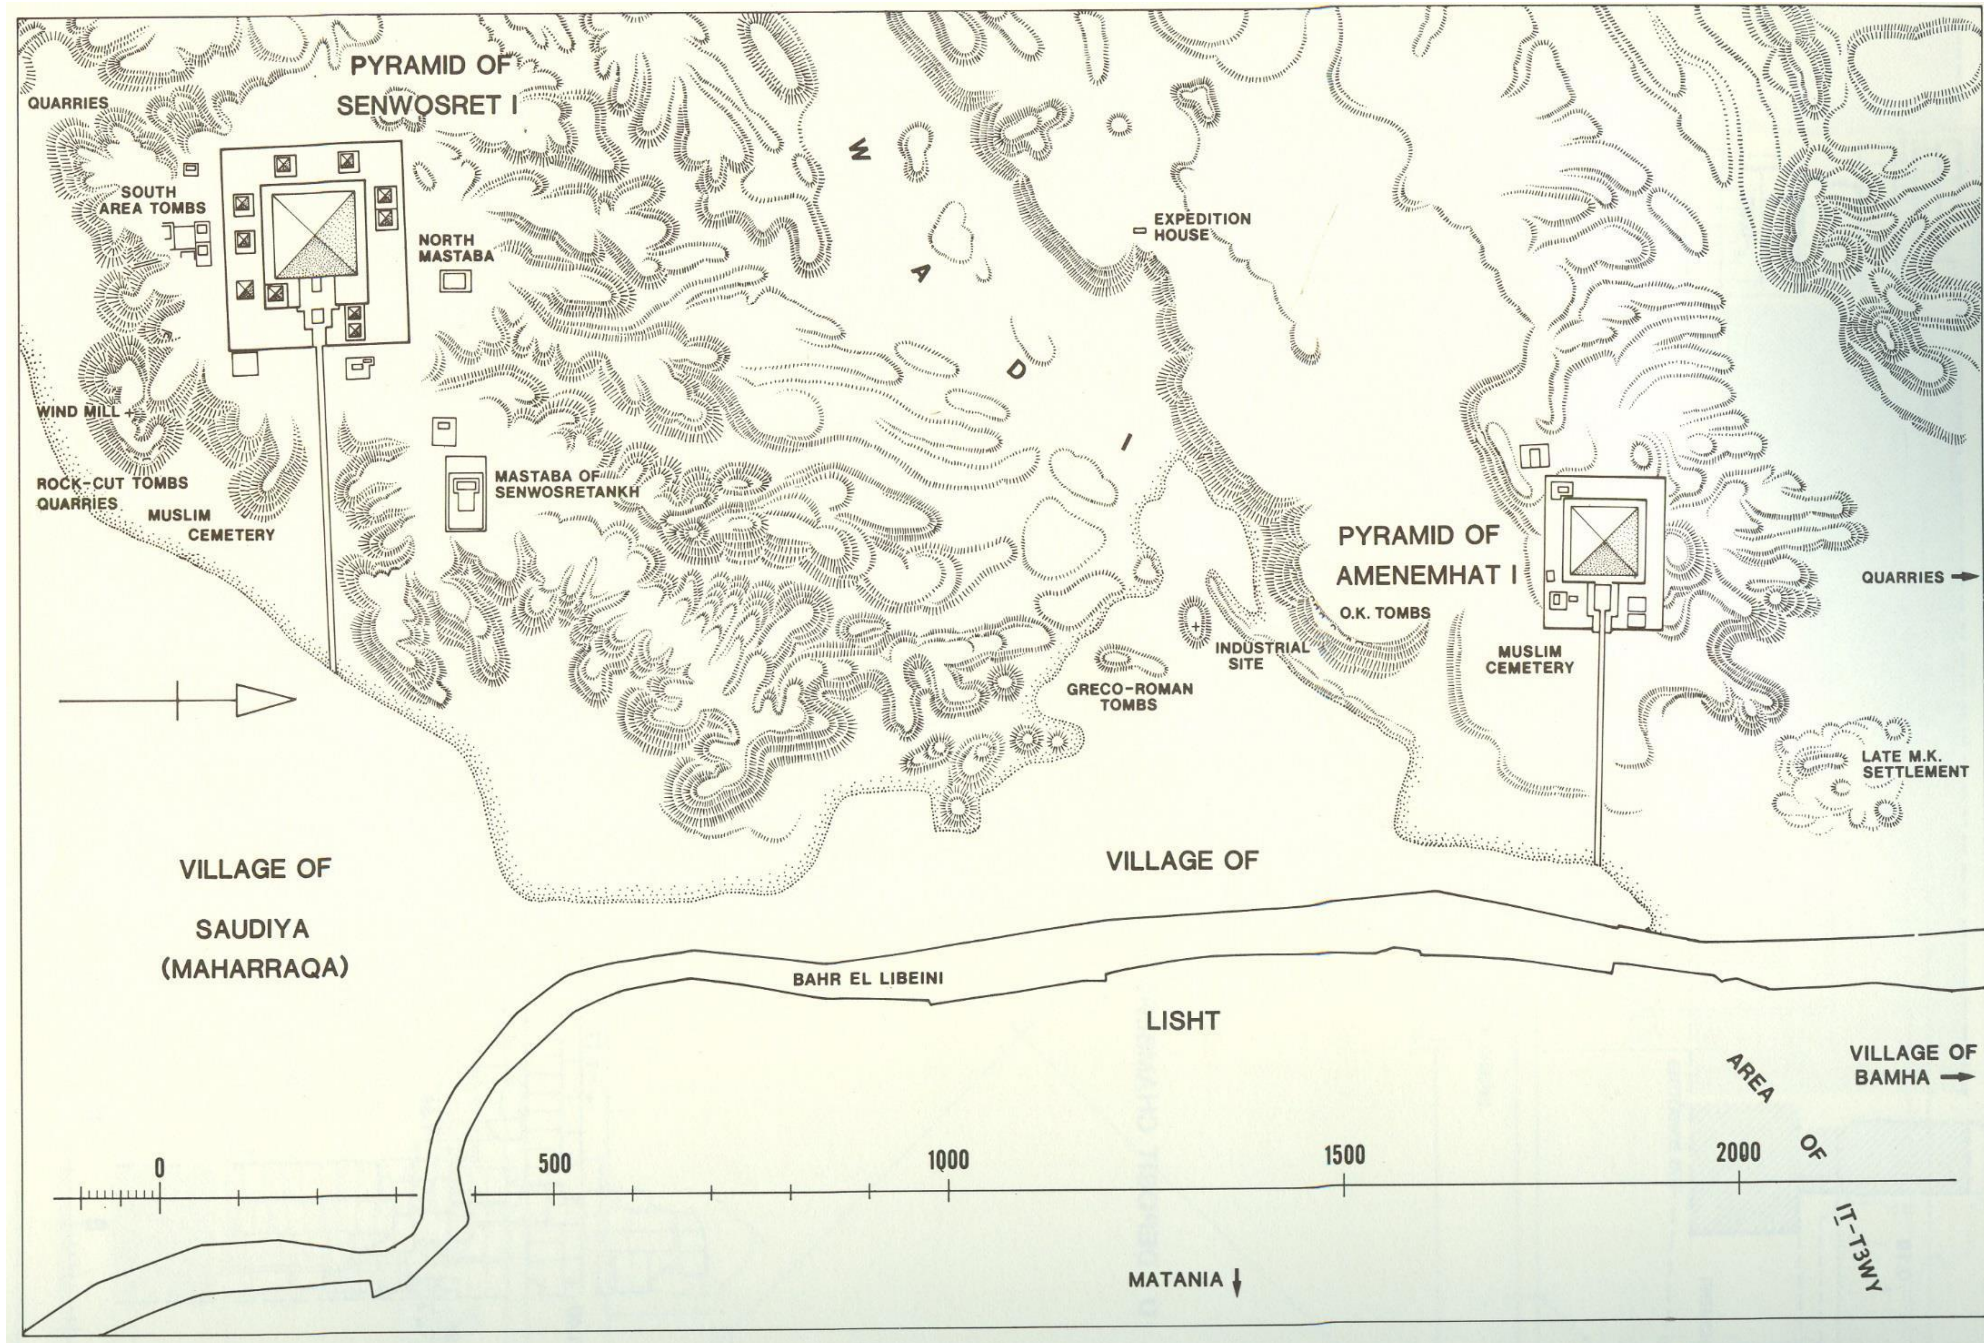 PYRAMID OF
SENWOSRET I
QUARRIES
SOUTH
AREA TOMBS
NORTH
MASTABA
WIND MILL
ROCK-CUT TOMBS
QUARRIES
MUSLIM
CEMETERY
MASTABA OF
SENWOSRETANKH
W
A
D
I
EXPEDITION
HOUSE
PYRAMID OF
AMENEMHAT I
O.K. TOMBS
QUARRIES
MUSLIM
CEMETERY
INDUSTRIAL
SITE
GRECO-ROMAN
TOMBS
LATE M.K.
SETTLEMENT
VILLAGE OF
SAUDIYA
(MAHARRAQA)
VILLAGE OF
LISHT
BAHR EL LIBEINI
VILLAGE OF
BAMHA
AREA
OF
IT-T3WY
0
500
1000
1500
2000
MATANIA